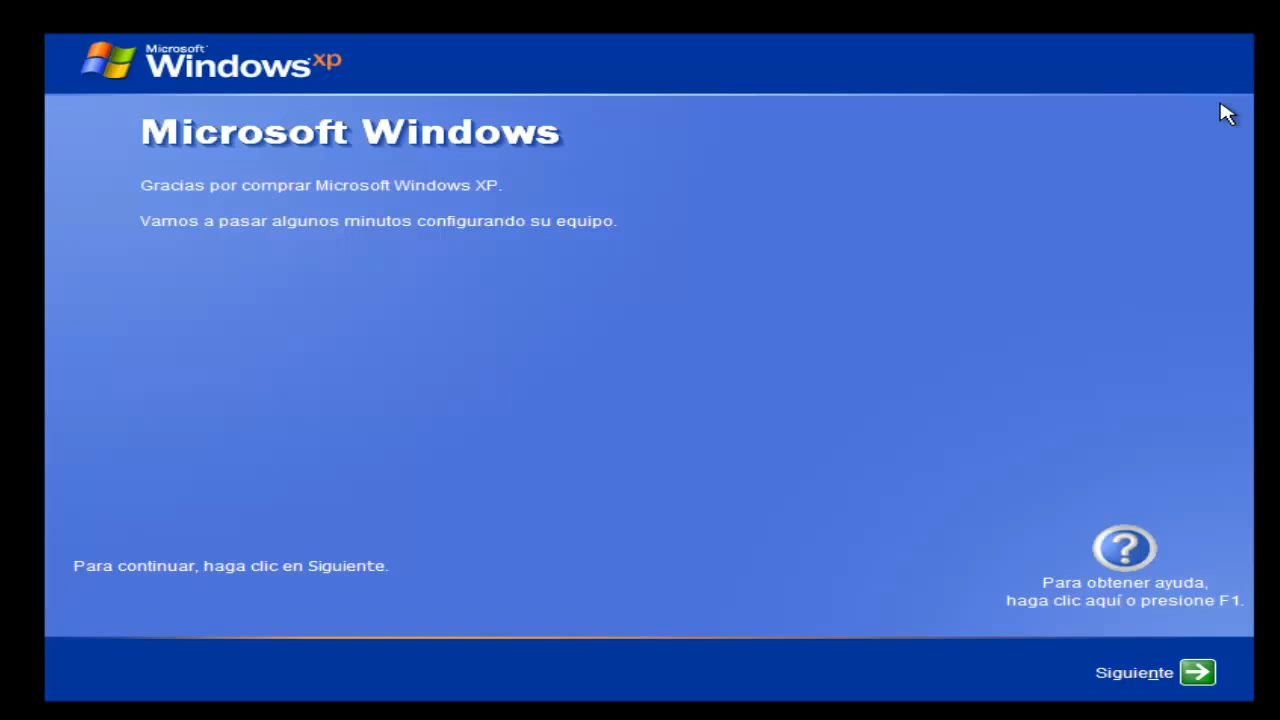 Microsoft
Windows xp
Microsoft Windows
Gracias por comprar Microsoft Windows XP.
Vamos a pasar algunos minutos configurando su equipo.
Para continuar, haga clic en Siguiente.
?
Para obtener ayuda,
haga clic aquí o presione F1.
Siguiente